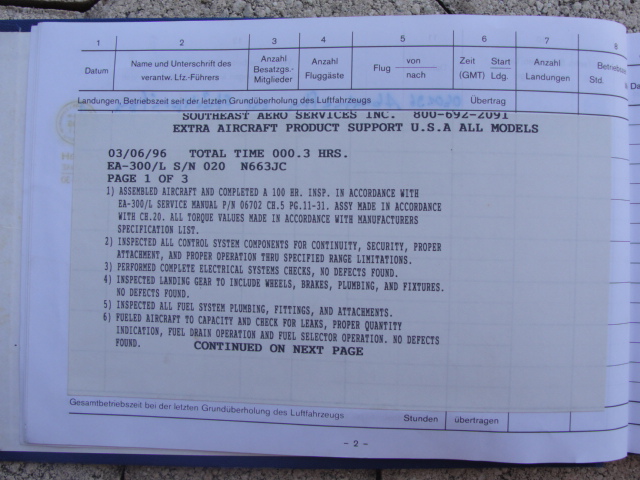 1 2 3 4 5 6 7 8
Datum Name und Unterschrift des verantw. Lfz.-Führers Anzahl Besatzgs.- Mitglieder Anzahl Fluggäste Flug von nach Zeit (GMT) Start Ldg. Anzahl Landungen Std.
Landungen, Betriebszeit seit der letzten Grundüberholung des Luftfahrzeugs Übertrag
SOUTHEAST AERO SERVICES INC. 800-692-2091
EXTRA AIRCRAFT PRODUCT SUPPORT U.S.A ALL MODELS
03/06/96 TOTAL TIME 000.3 HRS.
EA-300/L S/N 020 N663JC
PAGE 1 OF 3
1) ASSEMBLED AIRCRAFT AND COMPLETED A 100 HR. INSP. IN ACCORDANCE WITH
EA-300/L SERVICE MANUAL P/N 06702 CH.5 PG.11-31. ASSY MADE IN ACCORDANCE
WITH CH.20. ALL TORQUE VALUES MADE IN ACCORDANCE WITH MANUFACTURERS
SPECIFICATION LIST.
2) INSPECTED ALL CONTROL SYSTEM COMPONENTS FOR CONTINUITY, SECURITY, PROPER
ATTACHMENT, AND PROPER OPERATION THRU SPECIFIED RANGE LIMITATIONS.
3) PERFORMED COMPLETE ELECTRICAL SYSTEMS CHECKS, NO DEFECTS FOUND.
4) INSPECTED LANDING GEAR TO INCLUDE WHEELS, BRAKES, PLUMBING, AND FIXTURES.
NO DEFECTS FOUND.
5) INSPECTED ALL FUEL SYSTEM PLUMBING, FITTINGS, AND ATTACHMENTS.
6) FUELED AIRCRAFT TO CAPACITY AND CHECK FOR LEAKS, PROPER QUANTITY
INDICATION, FUEL DRAIN OPERATION AND FUEL SELECTOR OPERATION. NO DEFECTS
FOUND.
CONTINUED ON NEXT PAGE
Gesamtbetriebszeit bei der letzten Grundüberholung des Luftfahrzeugs Stunden übertragen
- 2 -